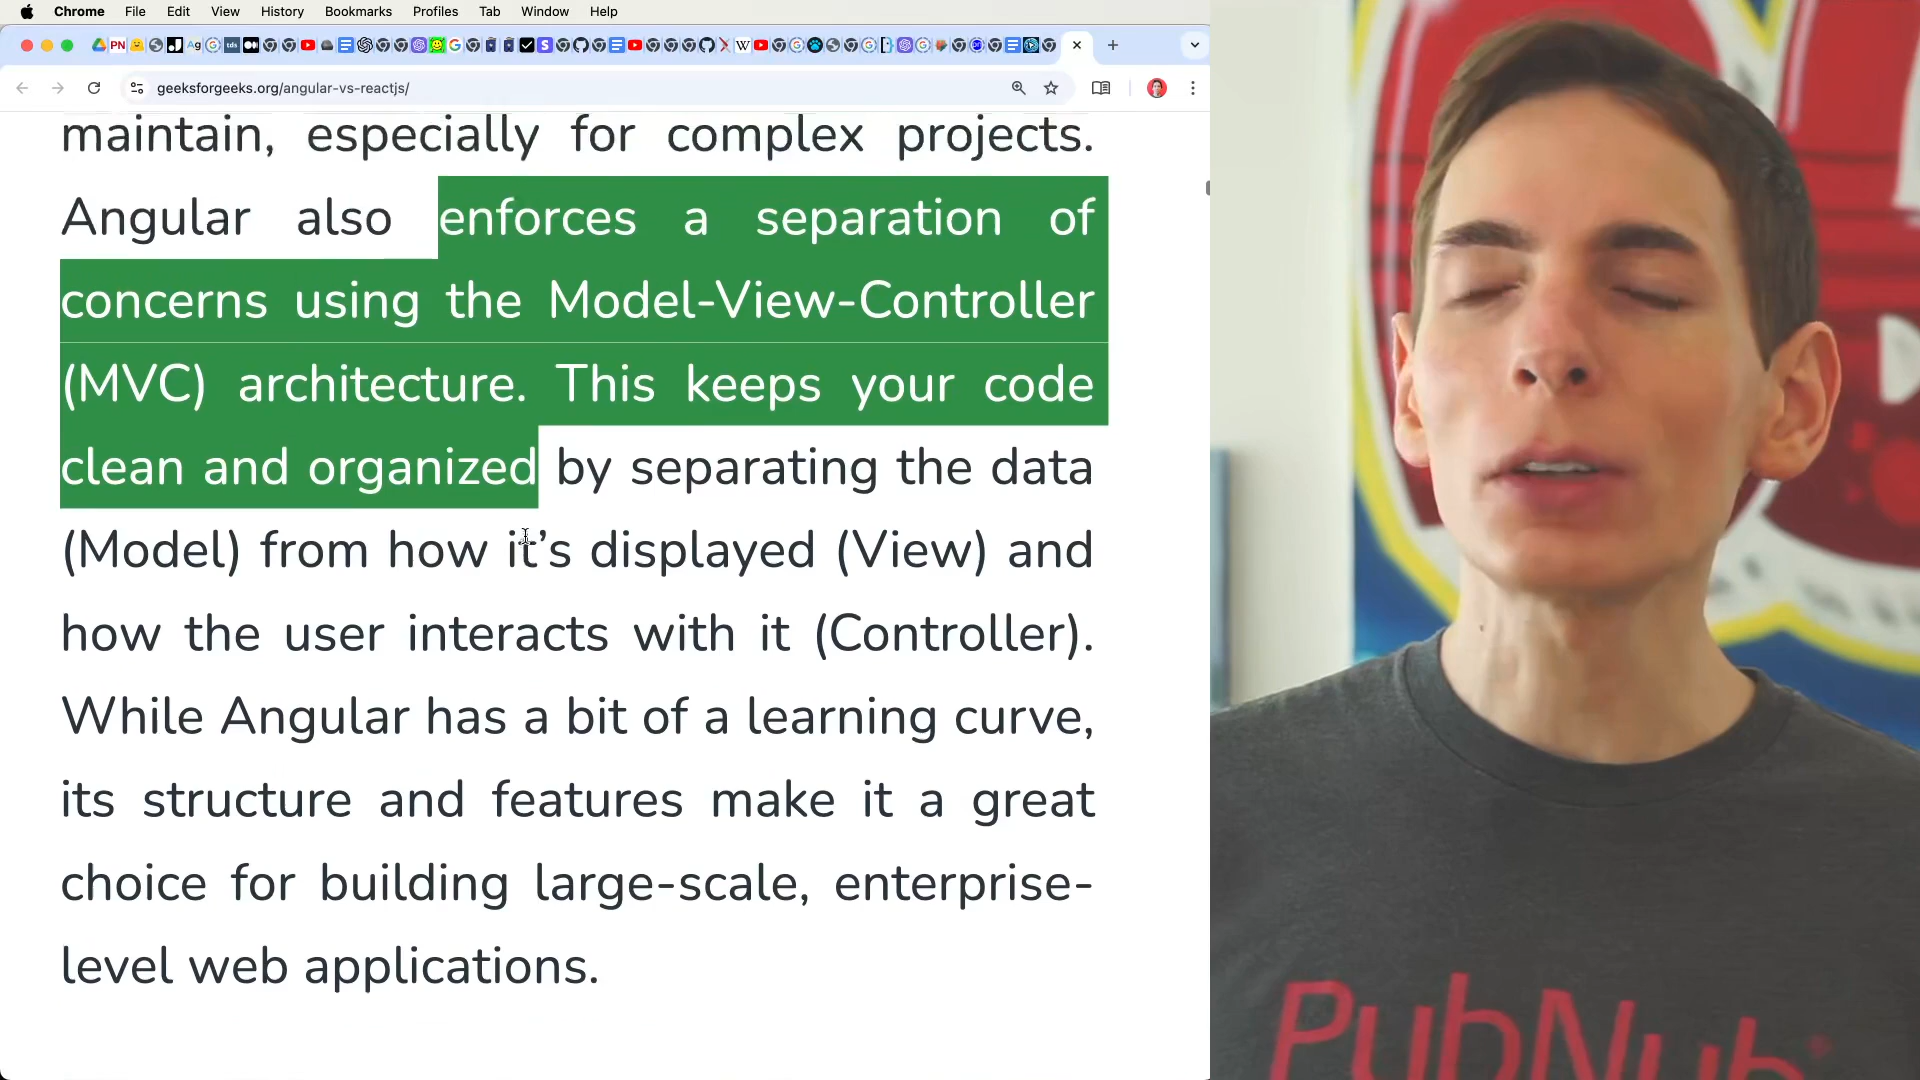 Chrome File Edit View History Bookmarks Profiles Tab Window Help
geeksforgeeks.org/angular-vs-reactjs/
maintain, especially for complex projects.
Angular also enforces a separation of
concerns using the Model-View-Controller
(MVC) architecture. This keeps your code
clean and organized by separating the data
(Model) from how it’s displayed (View) and
how the user interacts with it (Controller).
While Angular has a bit of a learning curve,
its structure and features make it a great
choice for building large-scale, enterprise-
level web applications.
PubNub